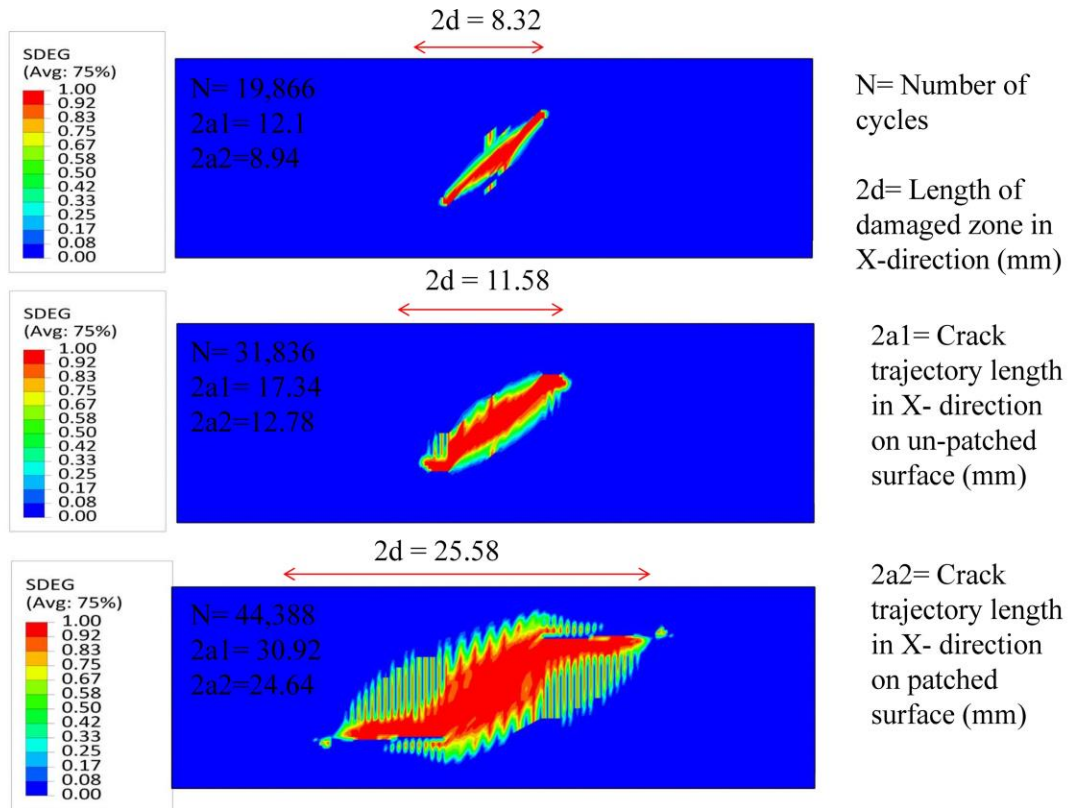 2d = 8.32
SDEG
(Avg: 75%)
1.00
0.92
0.83
0.75
0.67
0.58
0.50
0.42
0.33
0.25
0.17
0.08
0.00
N= 19,866
2a1= 12.1
2a2=8.94
N= Number of
cycles
2d= Length of
damaged zone in
X-direction (mm)
2d = 11.58
SDEG
(Avg: 75%)
1.00
0.92
0.83
0.75
0.67
0.58
0.50
0.42
0.33
0.25
0.17
0.08
0.00
N= 31,836
2a1= 17.34
2a2=12.78
2a1= Crack
trajectory length
in X- direction
on un-patched
surface (mm)
2d = 25.58
SDEG
(Avg: 75%)
1.00
0.92
0.83
0.75
0.67
0.58
0.50
0.42
0.33
0.25
0.17
0.08
0.00
N= 44,388
2a1= 30.92
2a2=24.64
2a2= Crack
trajectory length
in X- direction
on patched
surface (mm)